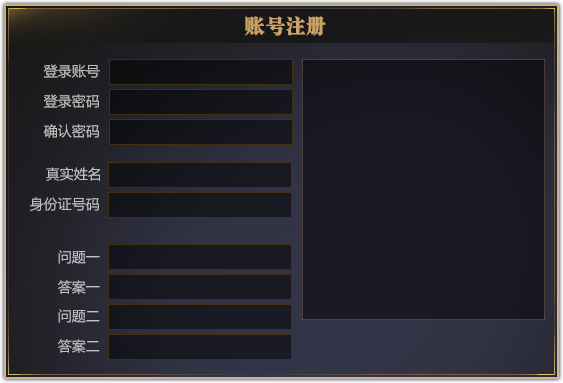 账号注册
登录账号
登录密码
确认密码
真实姓名
身份证号码
问题一
答案一
问题二
答案二